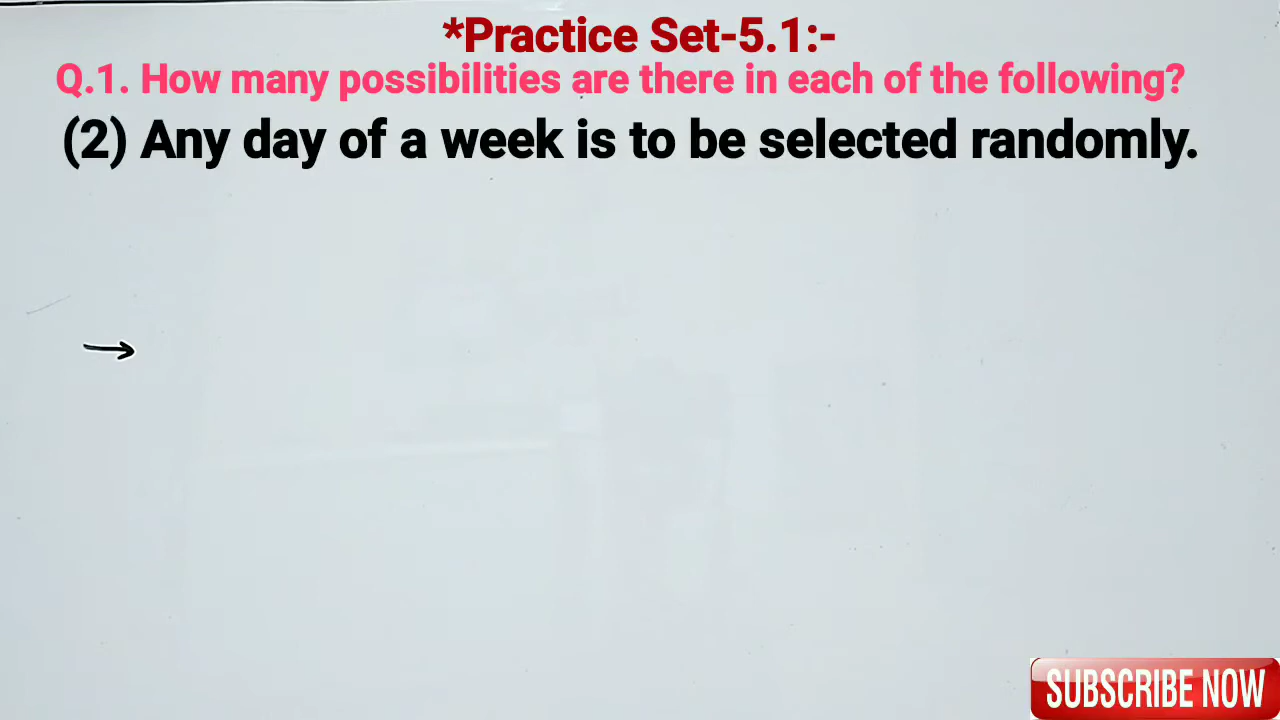 *Practice Set-5.1:-
Q.1. How many possibilities are there in each of the following?
(2) Any day of a week is to be selected randomly.
→
SUBSCRIBE NOW